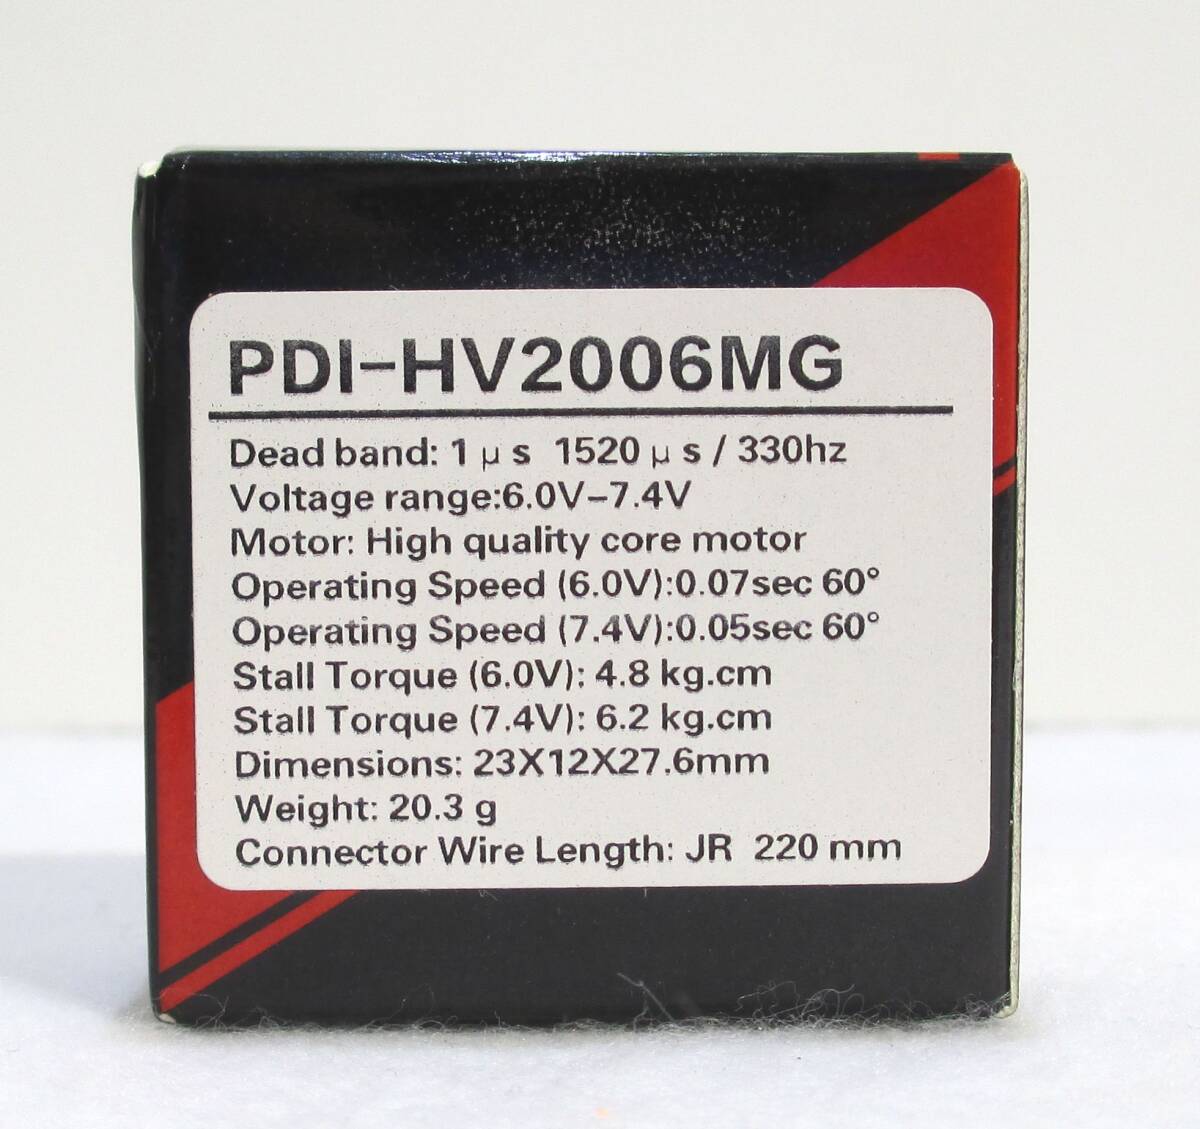 PDI-HV2006MG
Dead band: 1 μ s  1520 μ s / 330hz
Voltage range:6.0V-7.4V
Motor: High quality core motor
Operating Speed (6.0V):0.07sec 60°
Operating Speed (7.4V):0.05sec 60°
Stall Torque (6.0V): 4.8 kg.cm
Stall Torque (7.4V): 6.2 kg.cm
Dimensions: 23X12X27.6mm
Weight: 20.3 g
Connector Wire Length: JR  220 mm